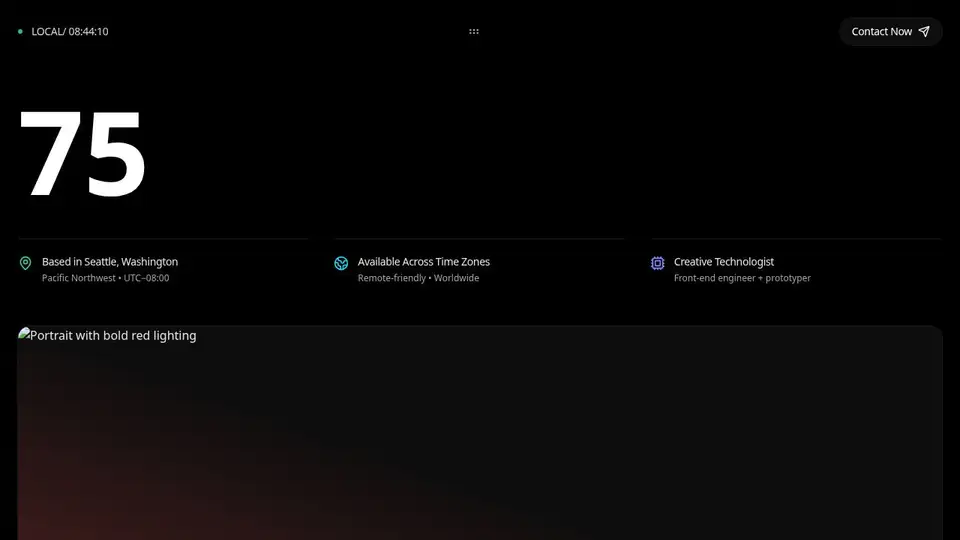 LOCAL/ 08:44:10
Contact Now
75
Based in Seattle, Washington
Pacific Northwest • UTC−08:00
Available Across Time Zones
Remote-friendly • Worldwide
Creative Technologist
Front-end engineer + prototyper
Portrait with bold red lighting